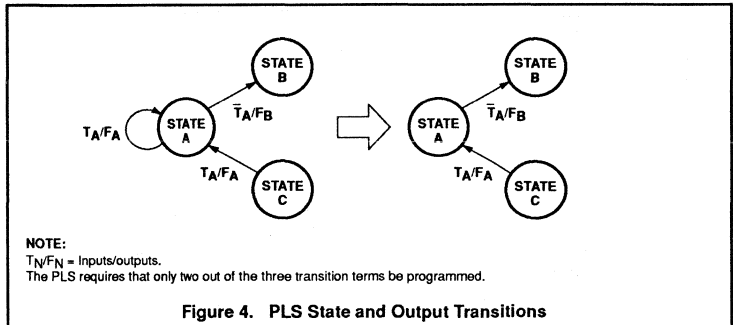 STATE
B
T̅A/FB
TA/FA
STATE
A
TA/FA
STATE
C
STATE
B
T̅A/FB
STATE
A
TA/FA
STATE
C
NOTE:
TN/FN = Inputs/outputs.
The PLS requires that only two out of the three transition terms be programmed.
Figure 4. PLS State and Output Transitions